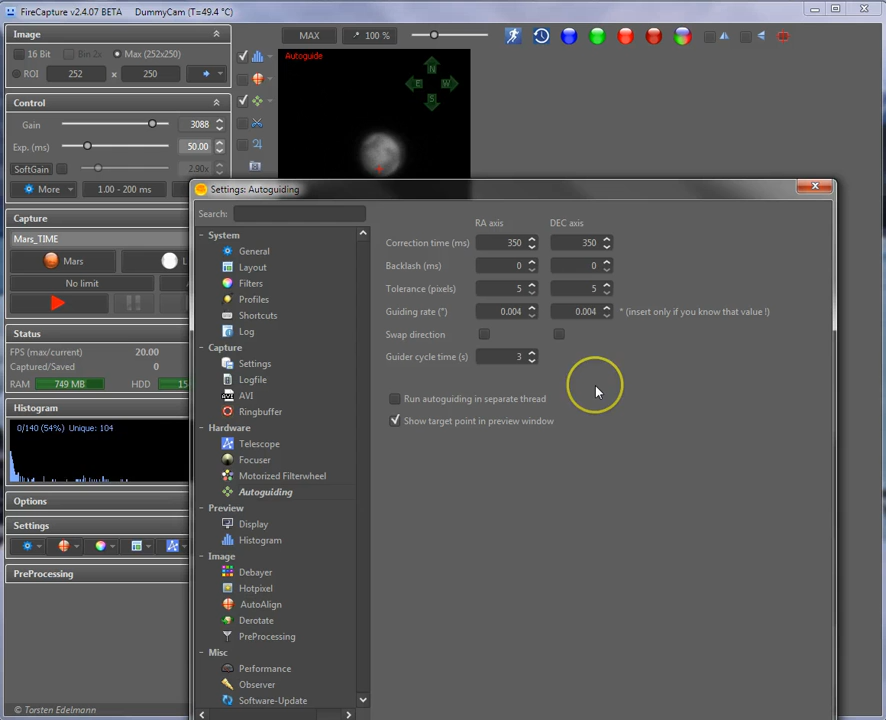 FireCapture v2.4.07 BETA DummyCam (T=49.4 °C)
Image
16 Bit Bin 2x Max (252x250)
ROI 252 x 250
MAX 100 %
Autoguide
N
E W
S
Control
Gain 3088
Exp. (ms) 50.00
SoftGain 2.90x
More 1.00 - 200 ms
Capture
Mars_TIME
Mars L
No limit
Status
FPS (max/current) 20.00
Captured/Saved 0
RAM 749 MB HDD 15
Histogram
0/140 (54%) Unique: 104
Options
Settings
PreProcessing
© Torsten Edelmann
Settings: Autoguiding
Search:
System
General
Layout
Filters
Profiles
Shortcuts
Log
Capture
Settings
Logfile
AVI
AVI
Ringbuffer
Hardware
Telescope
Focuser
Motorized Filterwheel
Autoguiding
Preview
Display
Histogram
Image
Debayer
Hotpixel
AutoAlign
Derotate
PreProcessing
Misc
Performance
Observer
Software-Update
RA axis DEC axis
Correction time (ms) 350 350
Backlash (ms) 0 0
Tolerance (pixels) 5 5
Guiding rate (") 0.004 0.004 * (insert only if you know that value !)
Swap direction
Guider cycle time (s) 3
Run autoguiding in separate thread
Show target point in preview window